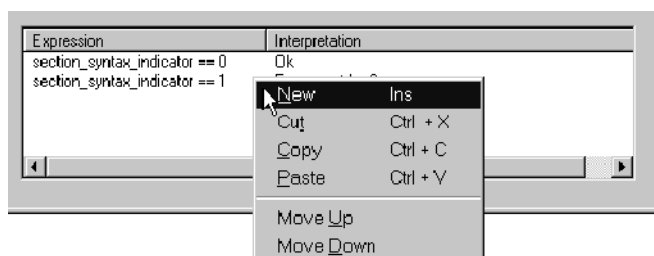 Expression Interpretation
section_syntax_indicator == 0 Ok
section_syntax_indicator == 1
New Ins
Cut Ctrl + X
Copy Ctrl + C
Paste Ctrl + V
Move Up
Move Down